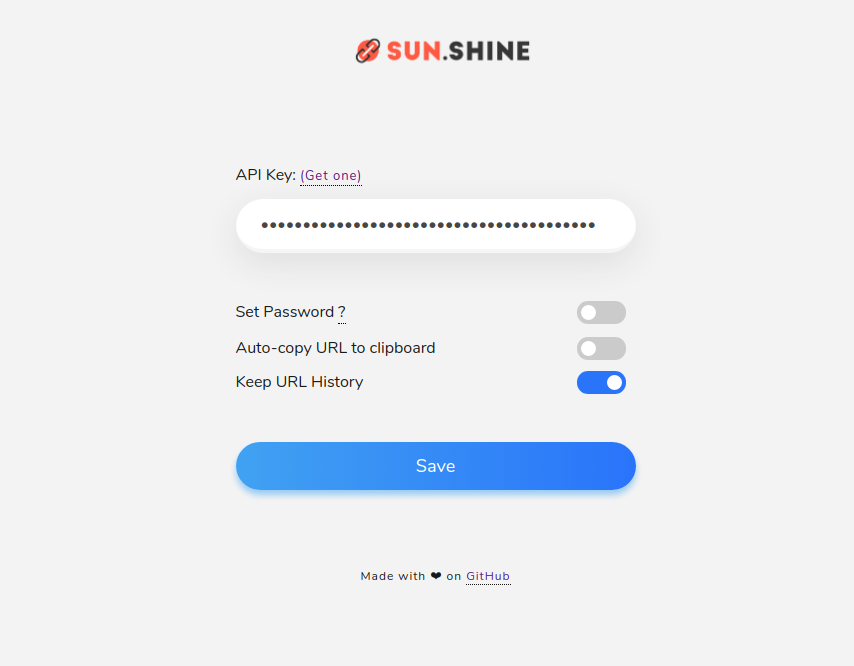 SUN.SHINE
API Key: (Get one)
••••••••••••••••••••••••••••••••••••••••
Set Password ?
Auto-copy URL to clipboard
Keep URL History
Save
Made with ❤ on GitHub